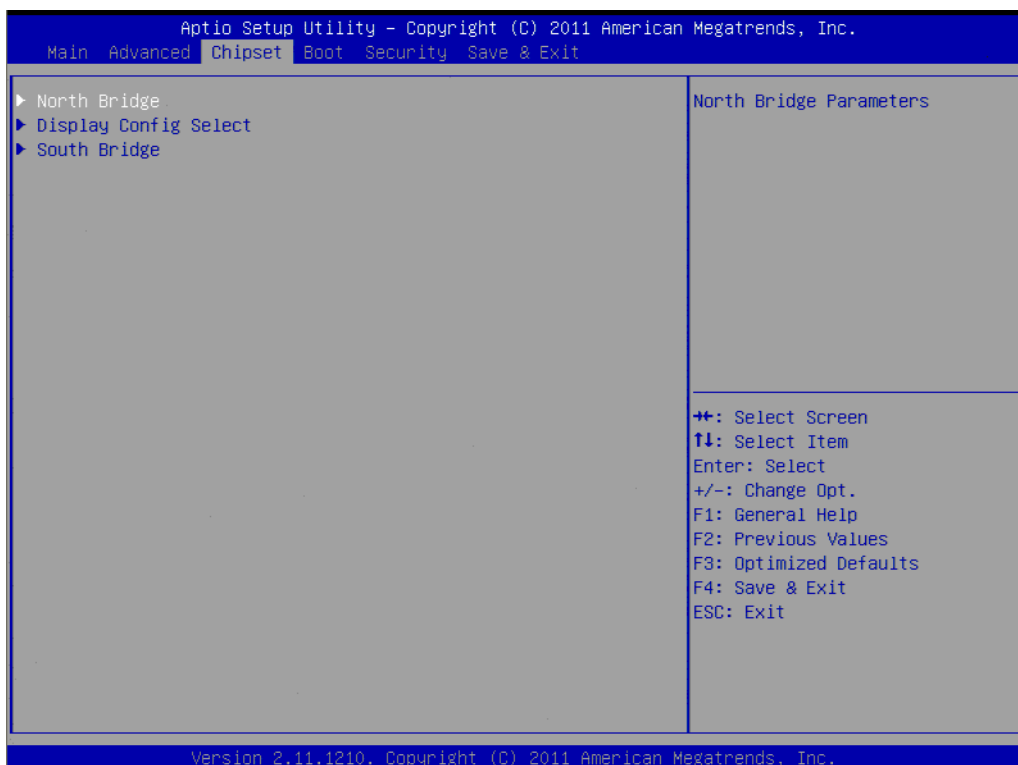 Aptio Setup Utility – Copyright (C) 2011 American Megatrends, Inc.
Main Advanced Chipset Boot Security Save & Exit
► North Bridge
► Display Config Select
► South Bridge
North Bridge Parameters
→←: Select Screen
↑↓: Select Item
Enter: Select
+/-: Change Opt.
F1: General Help
F2: Previous Values
F3: Optimized Defaults
F4: Save & Exit
ESC: Exit
Version 2.11.1210. Copyright (C) 2011 American Megatrends, Inc.